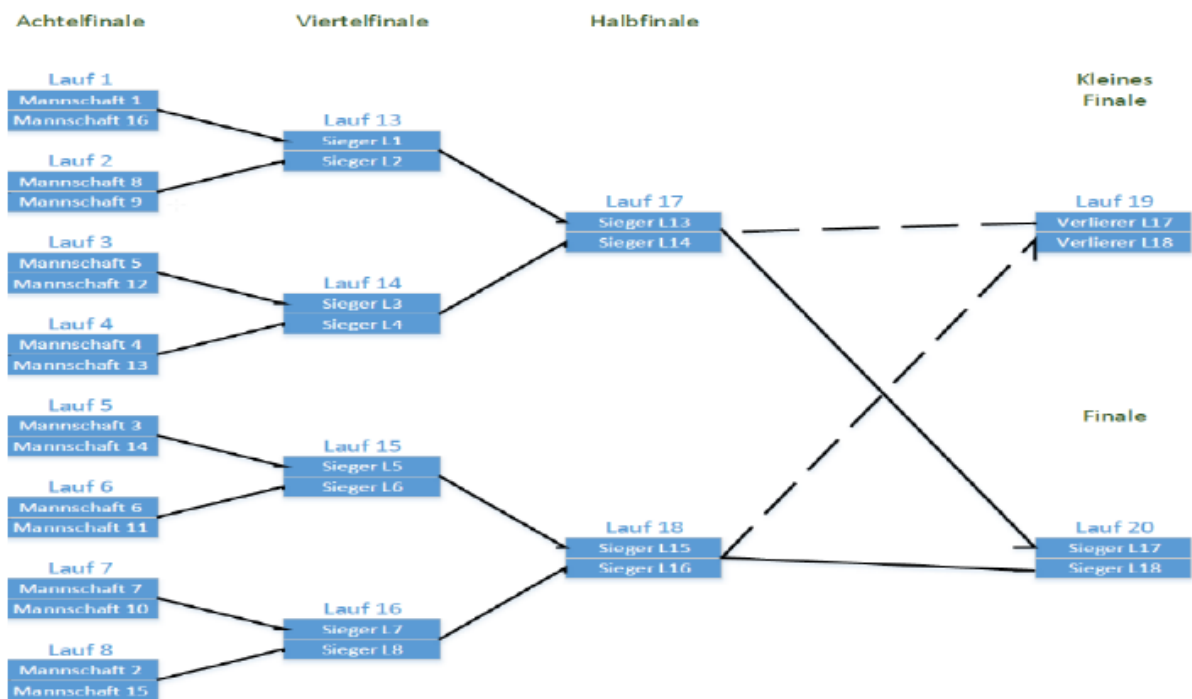 Achtelfinale
Viertelfinale
Halbfinale
Lauf 1
Mannschaft 1
Mannschaft 16
Lauf 2
Mannschaft 8
Mannschaft 9
Lauf 3
Mannschaft 5
Mannschaft 12
Lauf 4
Mannschaft 4
Mannschaft 13
Lauf 5
Mannschaft 3
Mannschaft 14
Lauf 6
Mannschaft 6
Mannschaft 11
Lauf 7
Mannschaft 7
Mannschaft 10
Lauf 8
Mannschaft 2
Mannschaft 15
Lauf 13
Sieger L1
Sieger L2
Lauf 14
Sieger L3
Sieger L4
Lauf 15
Sieger L5
Sieger L6
Lauf 16
Sieger L7
Sieger L8
Lauf 17
Sieger L13
Sieger L14
Lauf 18
Sieger L15
Sieger L16
Kleines
Finale
Lauf 19
Verlierer L17
Verlierer L18
Finale
Lauf 20
Sieger L17
Sieger L18